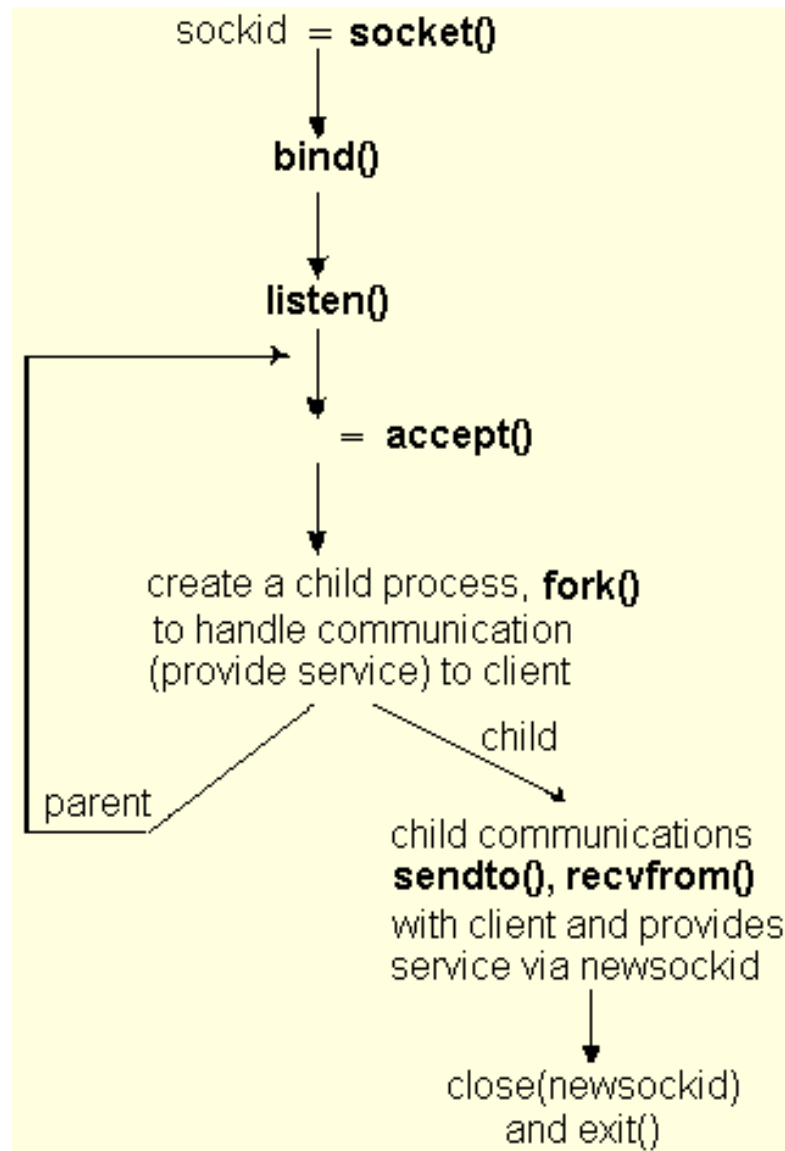 sockid = socket()
bind()
listen()
= accept()
create a child process, fork()
to handle communication
(provide service) to client
child
parent
child communications
sendto(), recvfrom()
with client and provides
service via newsockid
close(newsockid)
and exit()